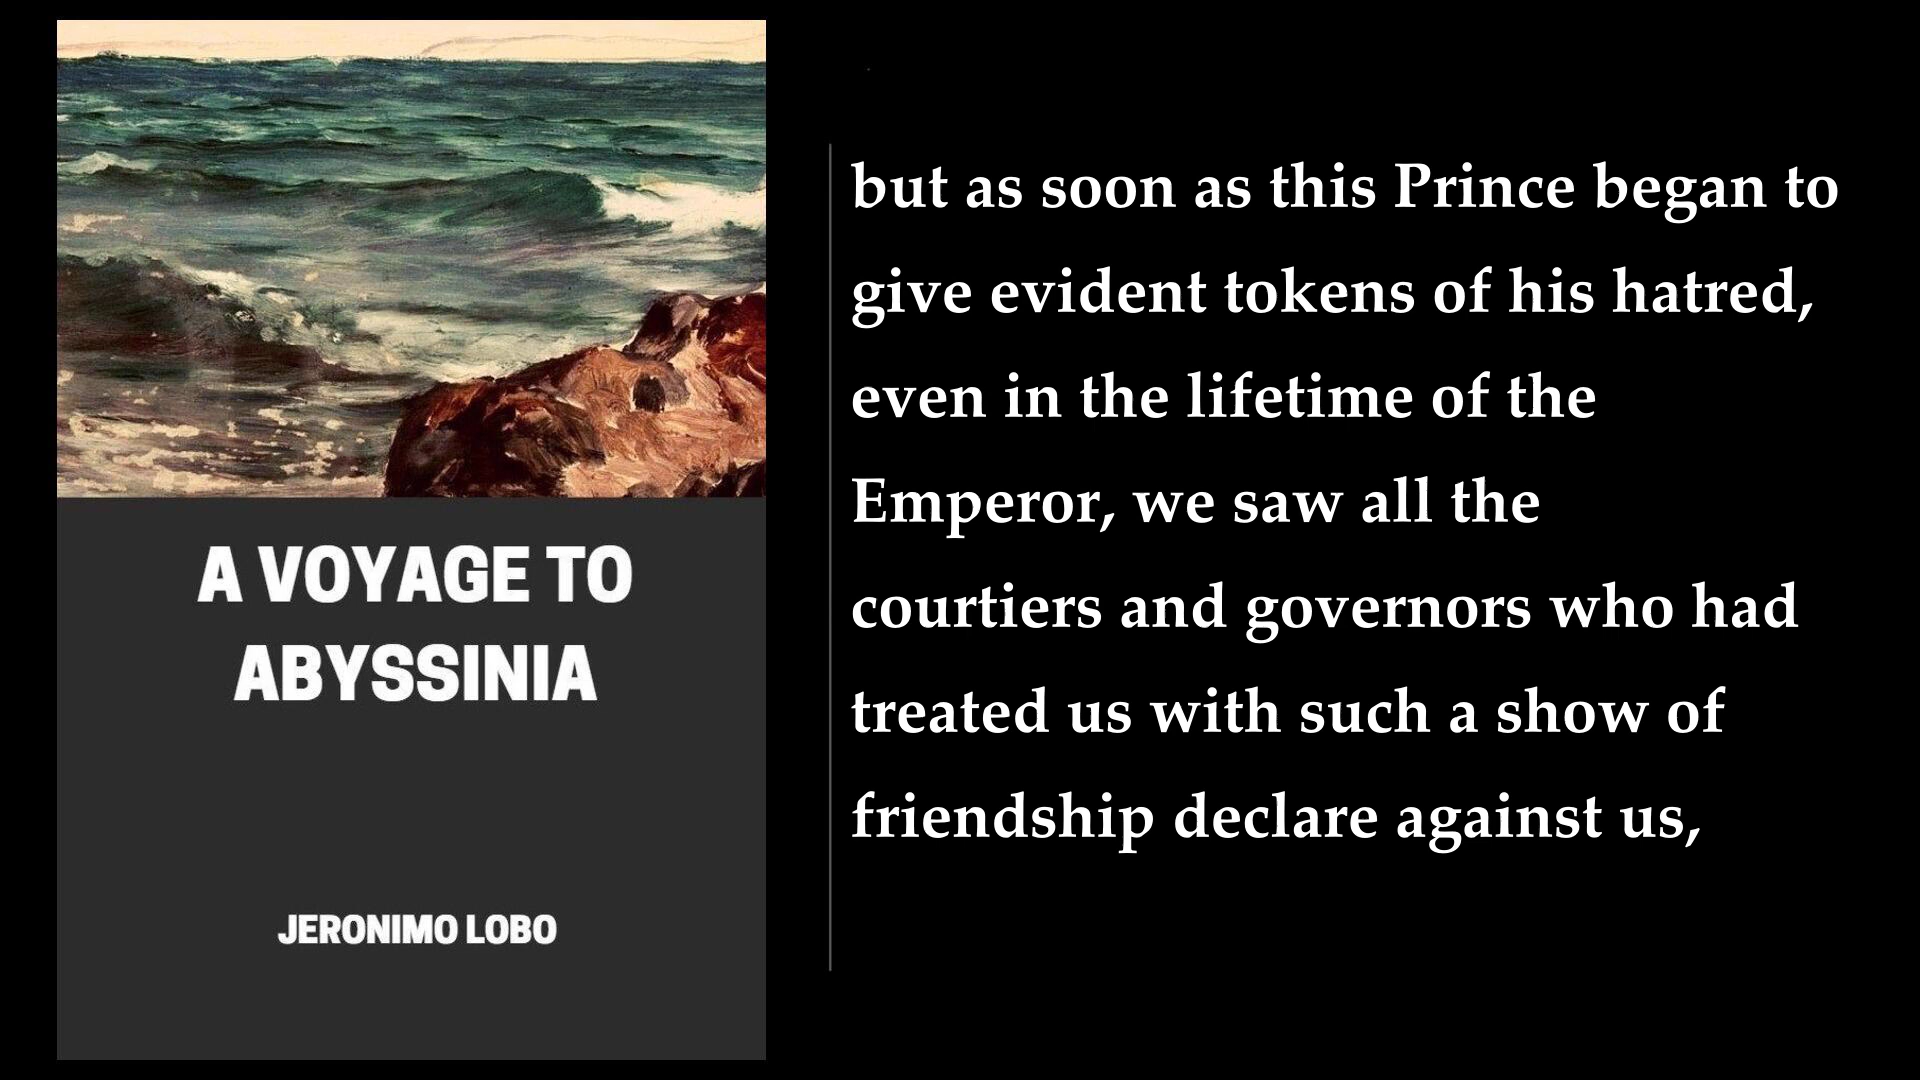 A VOYAGE TO
ABYSSINIA
JERONIMO LOBO
but as soon as this Prince began to
give evident tokens of his hatred,
even in the lifetime of the
Emperor, we saw all the
courtiers and governors who had
treated us with such a show of
friendship declare against us,